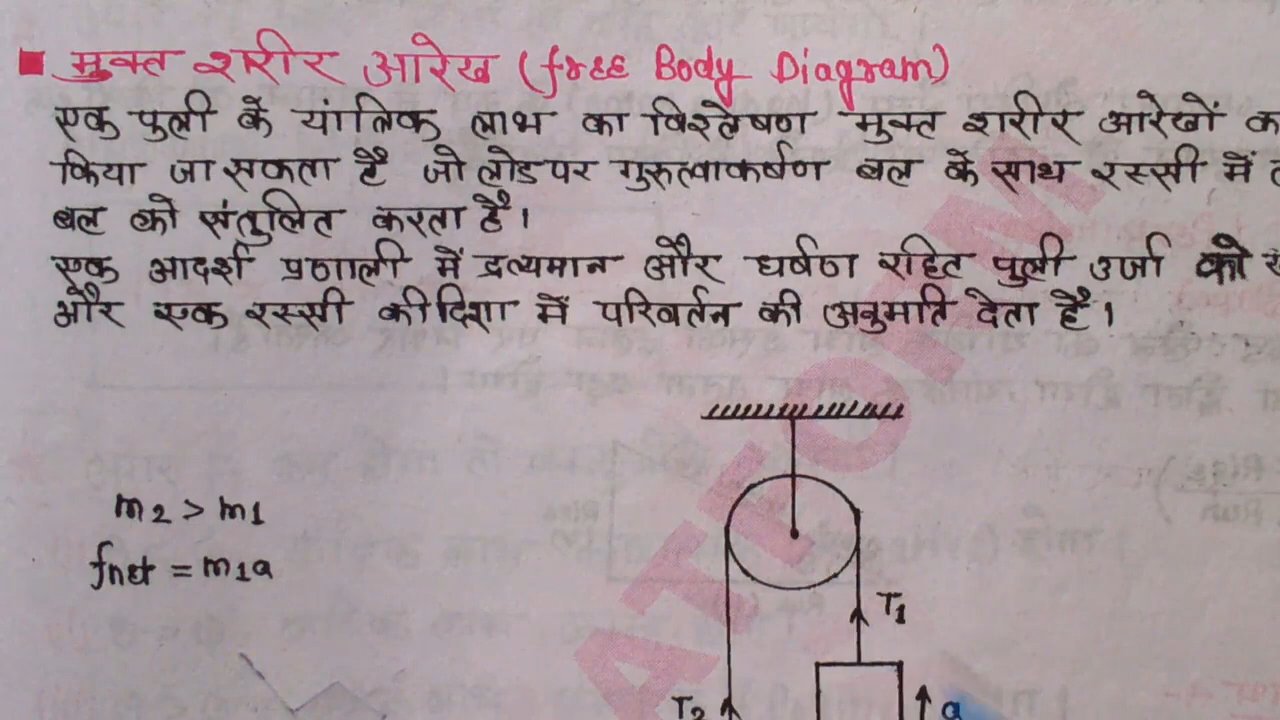 मुक्त शरीर आरेख (free Body Diagram)
एक पुली के यांत्रिक लाभ का विश्लेषण मुक्त शरीर आरेखों
किया जा सकता है जो लोड पर गुरुत्वाकर्षण बल के साथ रस्सी में
बल को संतुलित करता है।
एक आदर्श प्रणाली में द्रव्यमान और घर्षण रहित पुली उर्जा को
और एक रस्सी की दिशा में परिवर्तन की अनुमति देता है।
m2 > m1
fnet = m1a
T1
T2
a
ATOM